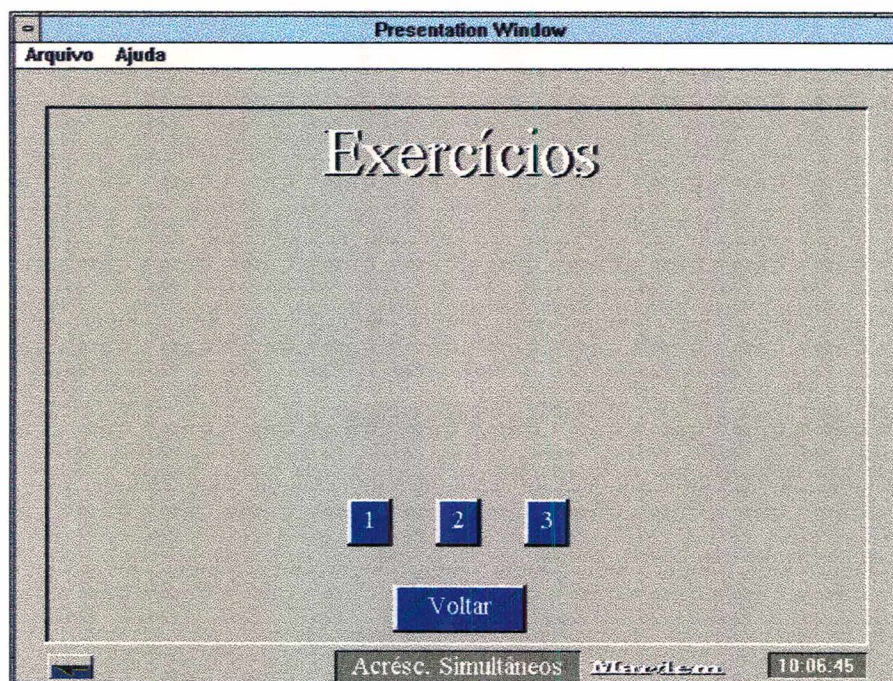 Presentation Window
Arquivo Ajuda
Exercícios
1 2 3
Voltar
Acrésc. Simultâneos 10:06:45